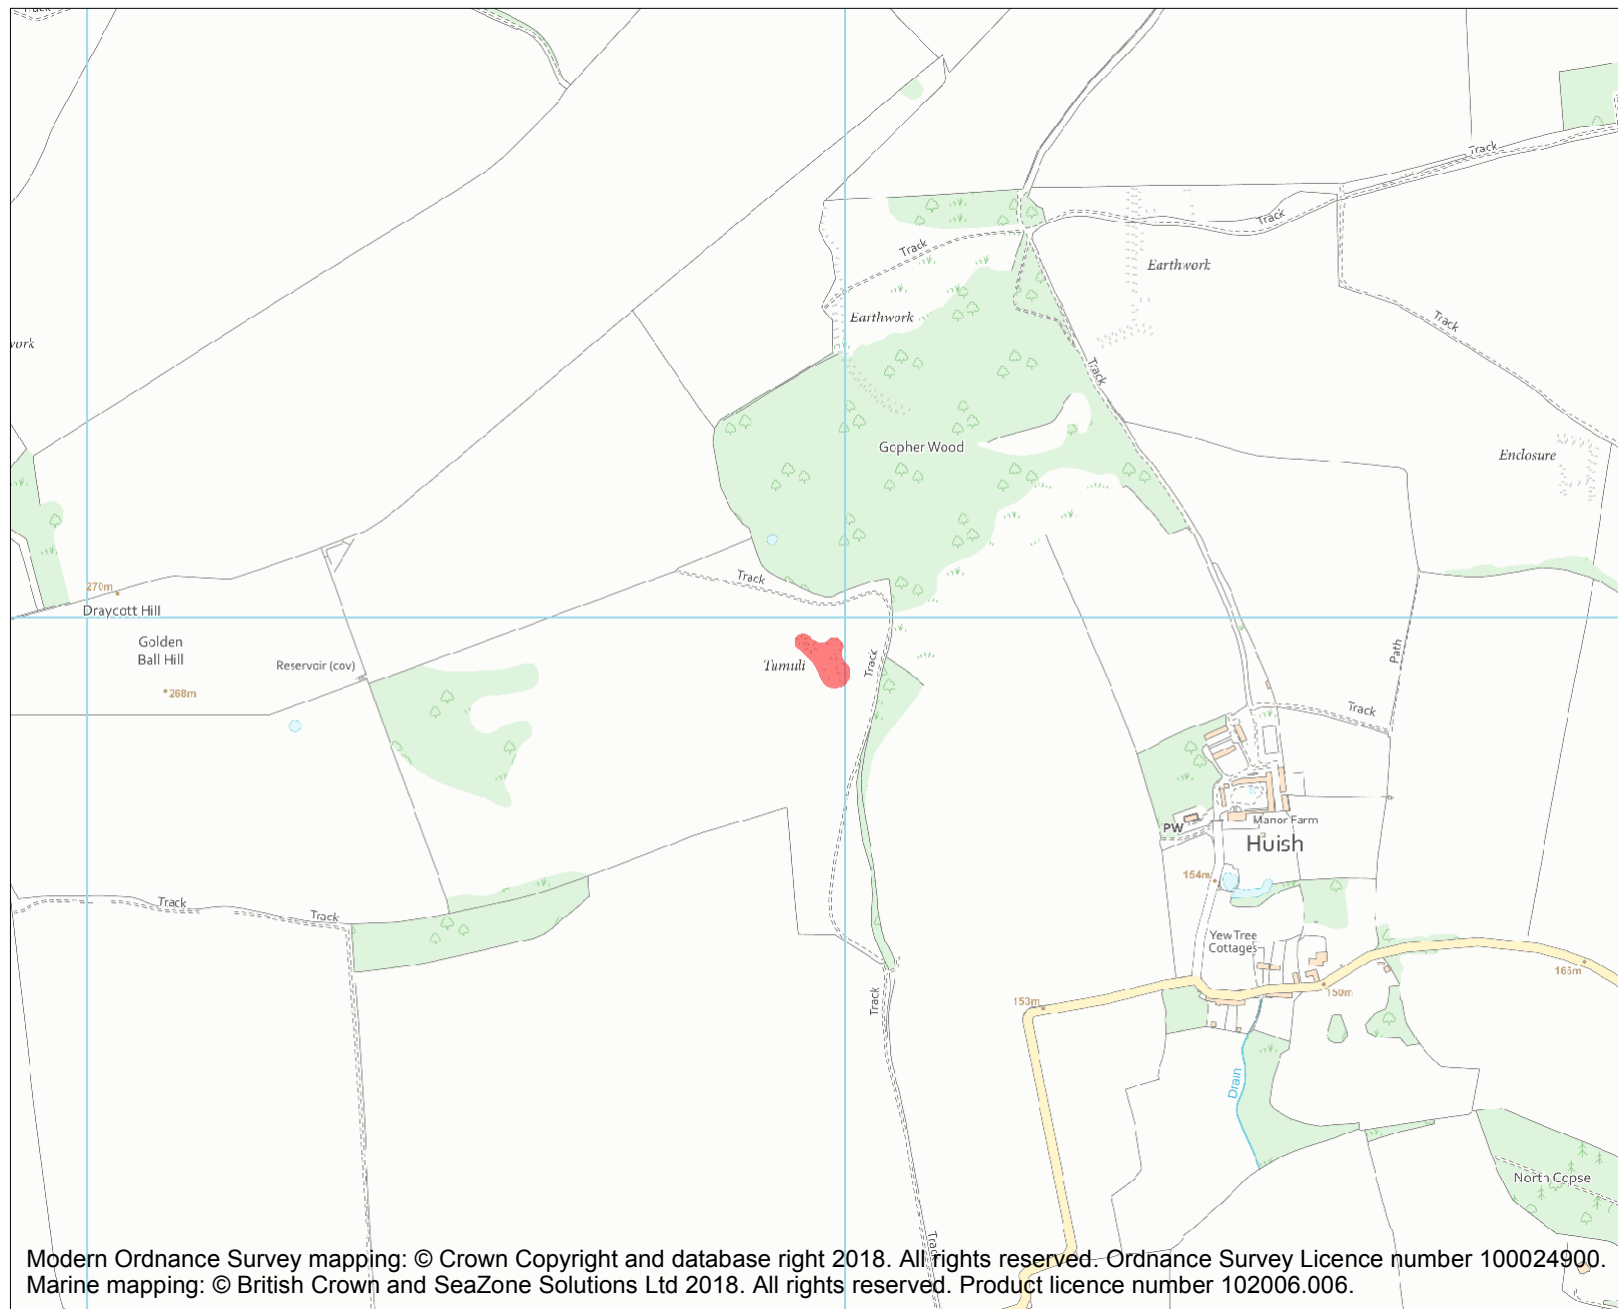 Track
Track
Earthwork
Track
Earthwork
Track
work
Track
Gopher Wood
Enclosure
270m
Draycott Hill
Track
Golden
Ball Hill
Reservoir (cov)
Tumuli
Track
Path
268m
Track
PW
Manor Farm
Huish
154m
Track
Track
Yew Tree
Cottages
165m
153m
150m
Track
Drain
North Copse
Track
Modern Ordnance Survey mapping: © Crown Copyright and database right 2018. All rights reserved. Ordnance Survey Licence number 100024900.
Marine mapping: © British Crown and SeaZone Solutions Ltd 2018. All rights reserved. Product licence number 102006.006.